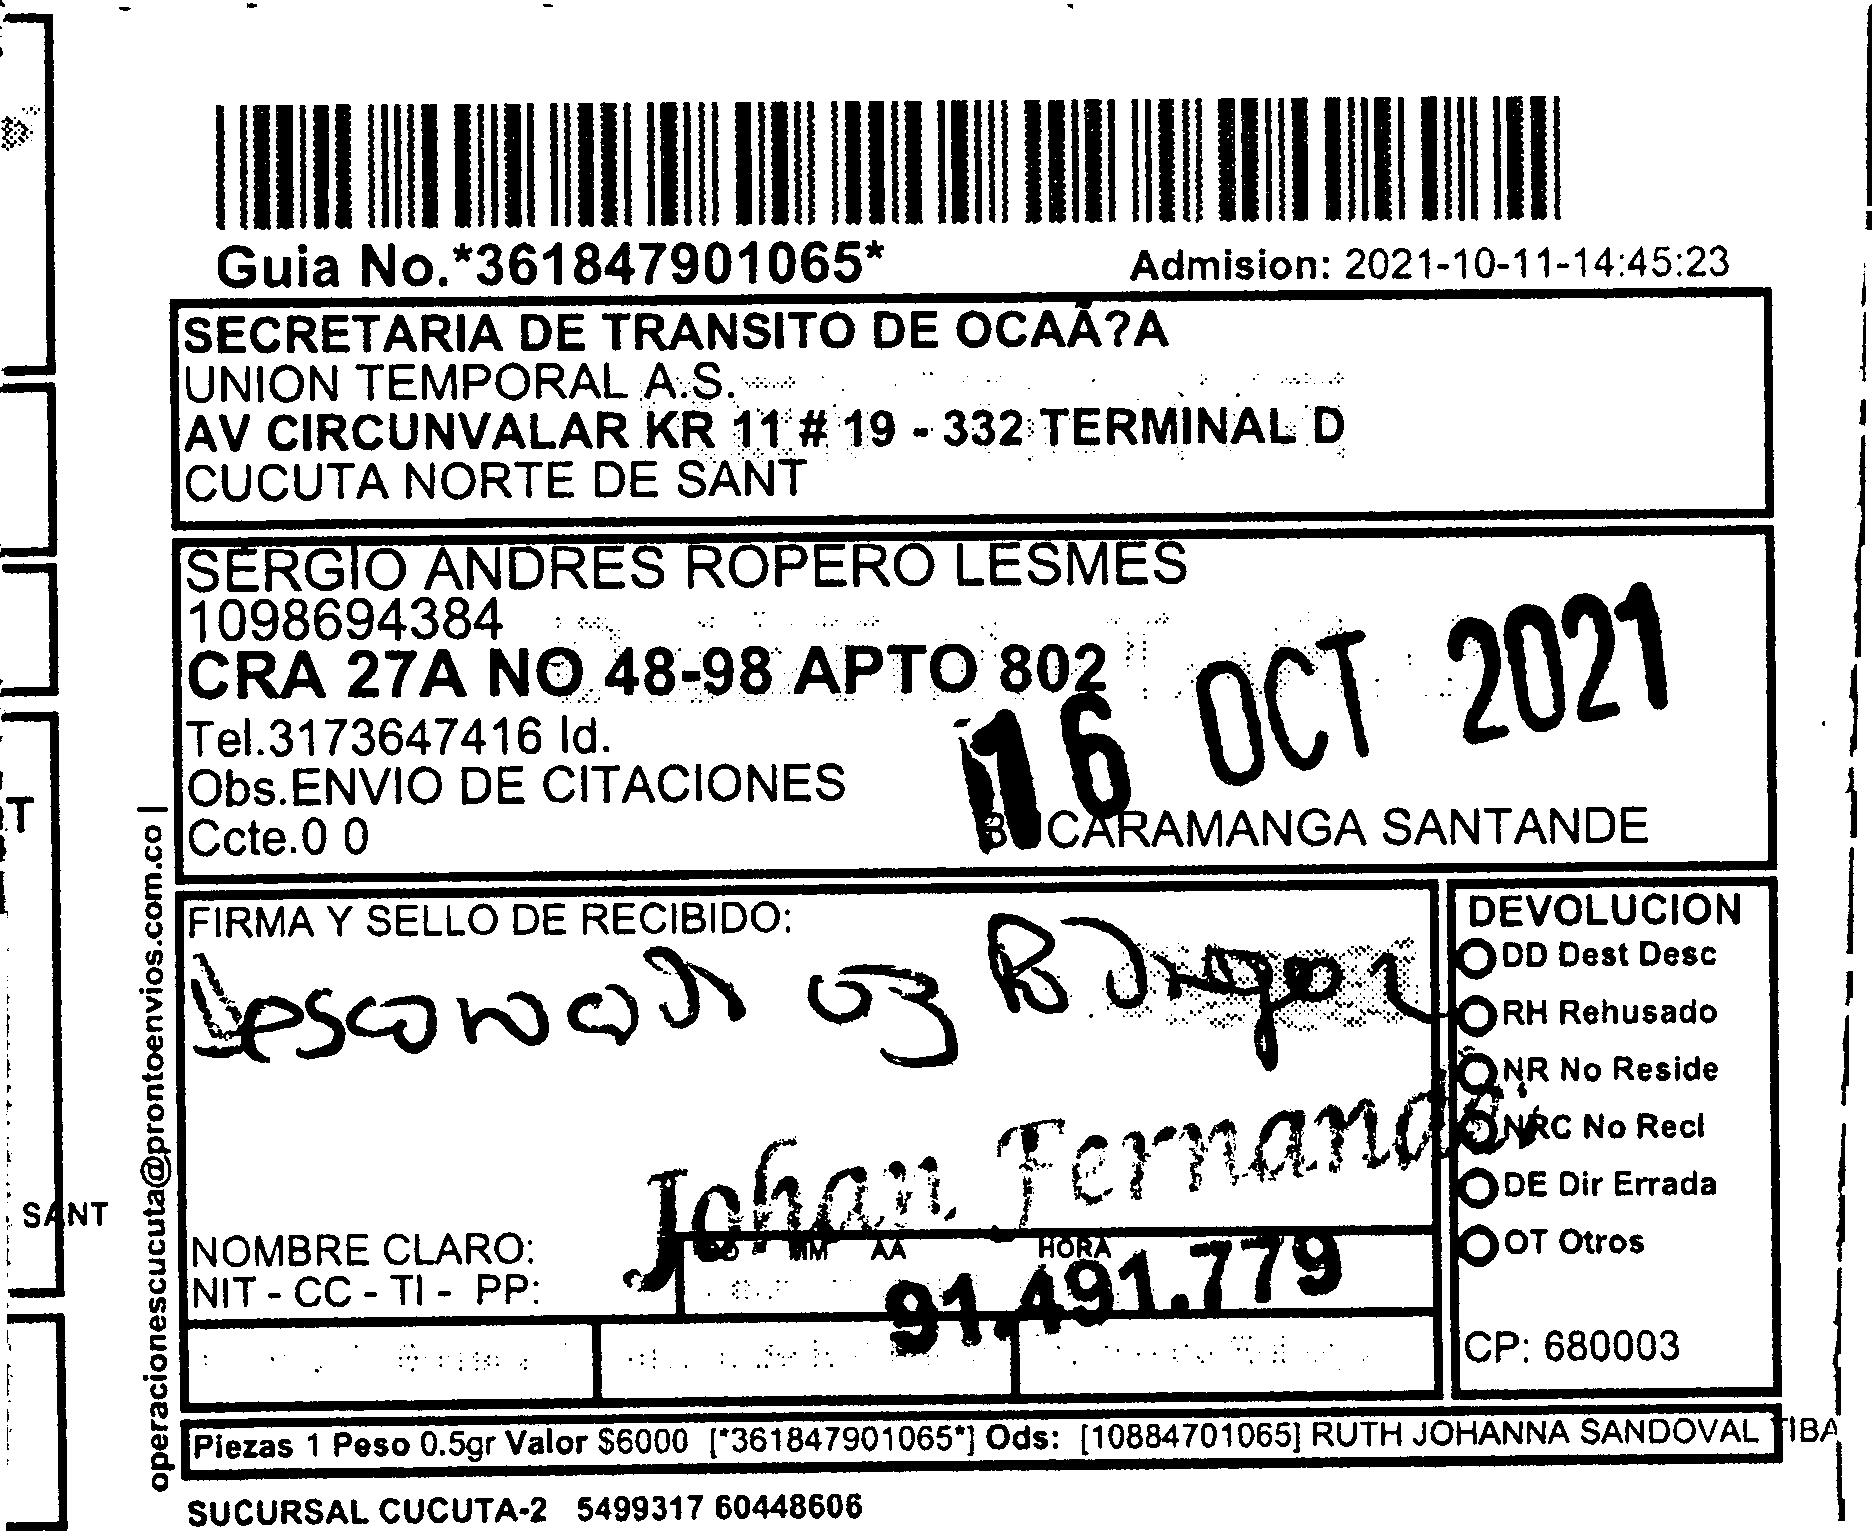 Guia No.*361847901065*
Admision: 2021-10-11-14:45:23
SECRETARIA DE TRANSITO DE OCAÃ?A
UNION TEMPORAL A.S.
AV CIRCUNVALAR KR 11 # 19 - 332 TERMINAL D
CUCUTA NORTE DE SANT
SERGIO ANDRES ROPERO LESMES
1098694384
CRA 27A NO 48-98 APTO 802
16 OCT 2021
Tel.3173647416 Id.
Obs.ENVIO DE CITACIONES
Ccte.0 0
CARAMANGA SANTANDE
FIRMA Y SELLO DE RECIBIDO:
Johan Fernando
NOMBRE CLARO:
NIT - CC - TI - PP:
DD MM AA HORA
91.491.779
DEVOLUCION
DD Dest Desc
RH Rehusado
NR No Reside
NRC No Recl
DE Dir Errada
OT Otros
CP: 680003
Piezas 1 Peso 0.5gr Valor $6000 [*361847901065*] Ods: [10884701065] RUTH JOHANNA SANDOVAL TIBA
SUCURSAL CUCUTA-2 5499317 60448606
operacionescucuta@prontoenvios.com.co |
T
SANT